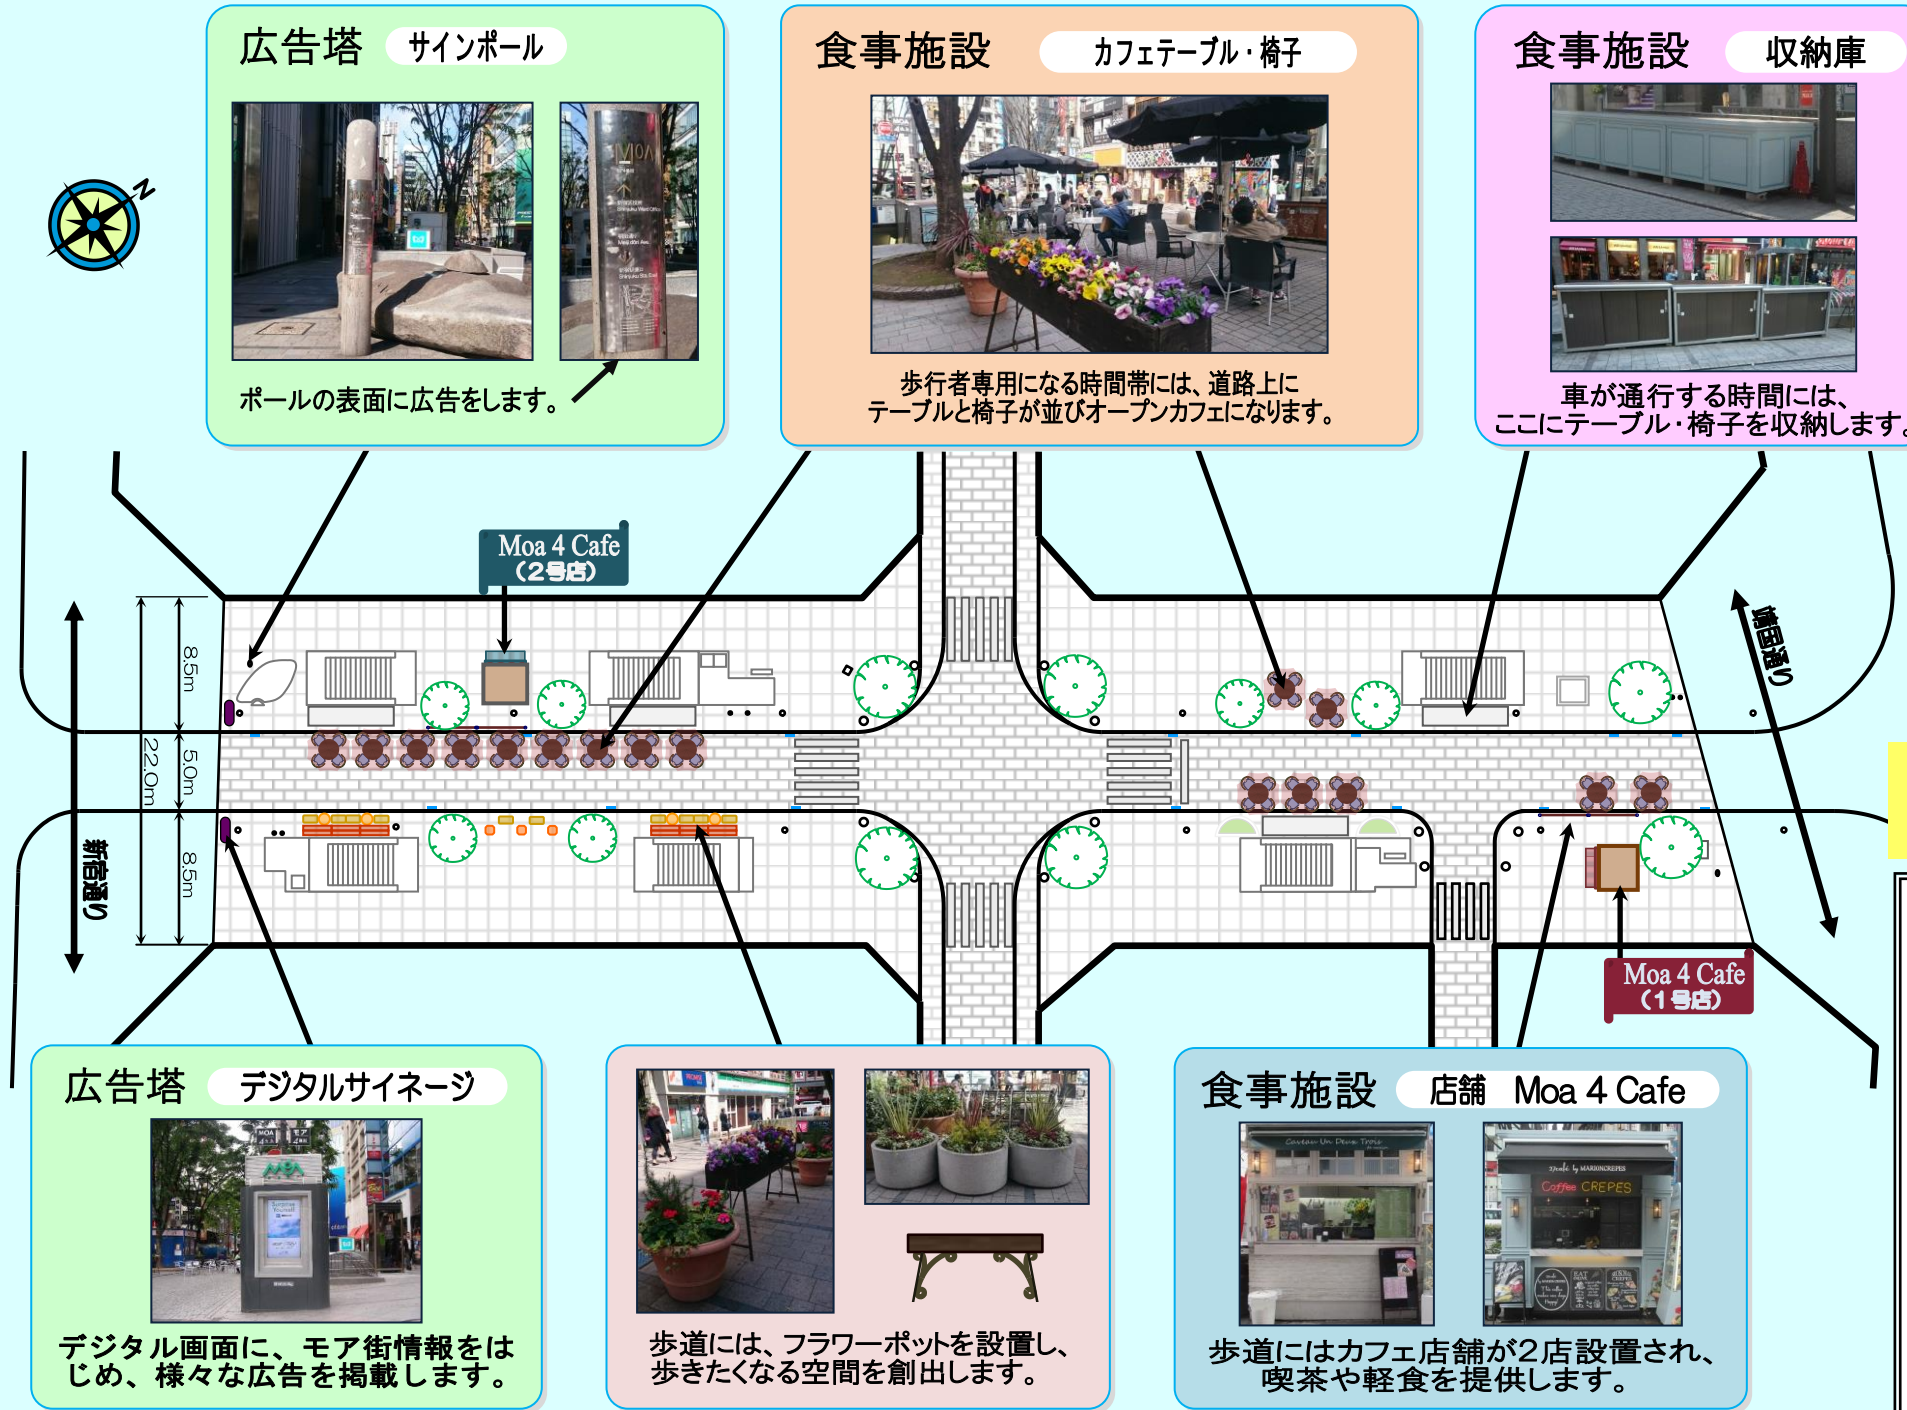 広告塔 サインポール
ポールの表面に広告をします。
食事施設 カフェテーブル・椅子
歩行者専用になる時間帯には、道路上に
テーブルと椅子が並びオープンカフェになります。
食事施設 収納庫
車が通行する時間には、
ここにテーブル・椅子を収納します。
N
MOA
Moa 4 Cafe
(2号店)
8.5m
5.0m
22.0m
8.5m
新宿通り
靖国通り
Moa 4 Cafe
(1号店)
広告塔 デジタルサイネージ
MOA モア
デジタル画面に、モア街情報をは
じめ、様々な広告を掲載します。
歩道には、フラワーポットを設置し、
歩きたくなる空間を創出します。
食事施設 店舗 Moa 4 Cafe
Caveau Un Deux Trois
by MARIONCREPES
Coffee CREPES
歩道にはカフェ店舗が2店設置され、
喫茶や軽食を提供します。